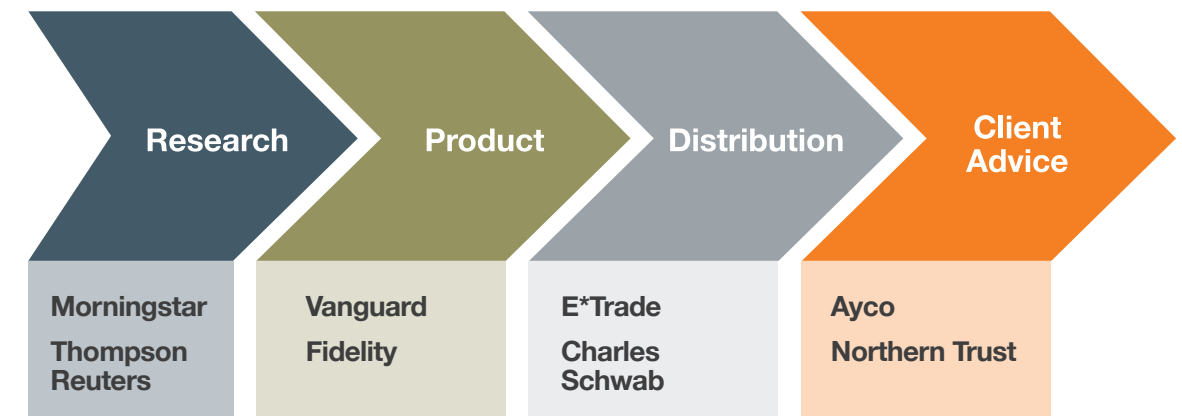 Research
Product
Distribution
Client
Advice
Morningstar
Thompson
Reuters
Vanguard
Fidelity
E*Trade
Charles
Schwab
Ayco
Northern Trust